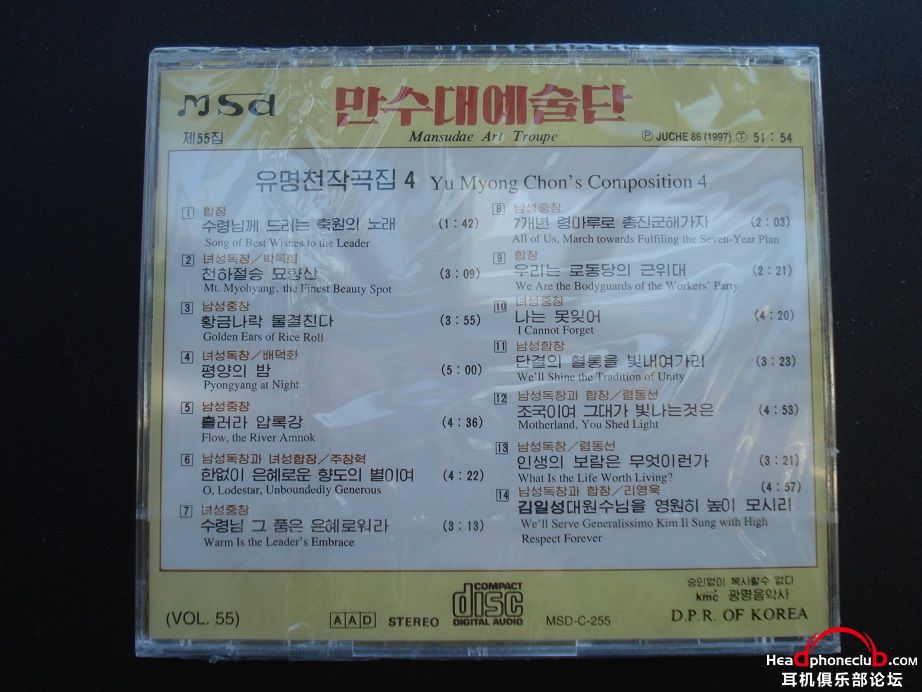 msd
만수대예술단
제55집
Mansudae Art Troupe
Ⓟ JUCHE 86 (1997) Ⓣ 51 : 54
유명천작곡집 4 Yu Myong Chon's Composition 4
1 합창
수령님께 드리는 축원의 노래 (1 : 42)
Song of Best Wishes to the Leader
2 녀성독창/박복희
천하절승 묘향산 (3 : 09)
Mt. Myohyang, the Finest Beauty Spot
3 남성중창
황금나락 물결친다 (3 : 55)
Golden Ears of Rice Roll
4 녀성독창/배덕화
평양의 밤 (5 : 00)
Pyongyang at Night
5 남성중창
흘러라 압록강 (4 : 36)
Flow, the River Amnok
6 남성독창과 녀성합창/주창혁
한없이 은혜로운 향도의 별이여 (4 : 22)
O, Lodestar, Unboundedly Generous
7 녀성중창
수령님 그 품은 은혜로워라 (3 : 13)
Warm Is the Leader's Embrace
8 남성중창
7개년 령마루로 총진군해가자 (2 : 03)
All of Us, March towards Fulfiling the Seven-Year Plan
9 합창
우리는 로동당의 근위대 (2 : 21)
We Are the Bodyguards of the Workers' Party
10 녀성중창
나는 못잊어 (4 : 20)
I Cannot Forget
11 남성합창
단결의 혈통을 빛내여가리 (3 : 23)
We'll Shine the Tradition of Unity
12 남성독창과 합창/렴동선
조국이여 그대가 빛나는것은 (4 : 53)
Motherland, You Shed Light
13 남성독창/렴동선
인생의 보람은 무엇이런가 (3 : 21)
What Is the Life Worth Living?
14 남성독창과 합창/리영욱 (4 : 57)
김일성대원수님을 영원히 높이 모시리
We'll Serve Generalissimo Kim Il Sung with High
Respect Forever
(VOL. 55)
AAD STEREO
COMPACT
disc
DIGITAL AUDIO
MSD-C-255
승인없이 복사할수 없다
kmc 광명음악사
D.P.R. OF KOREA
Headphoneclub.com
耳机俱乐部论坛